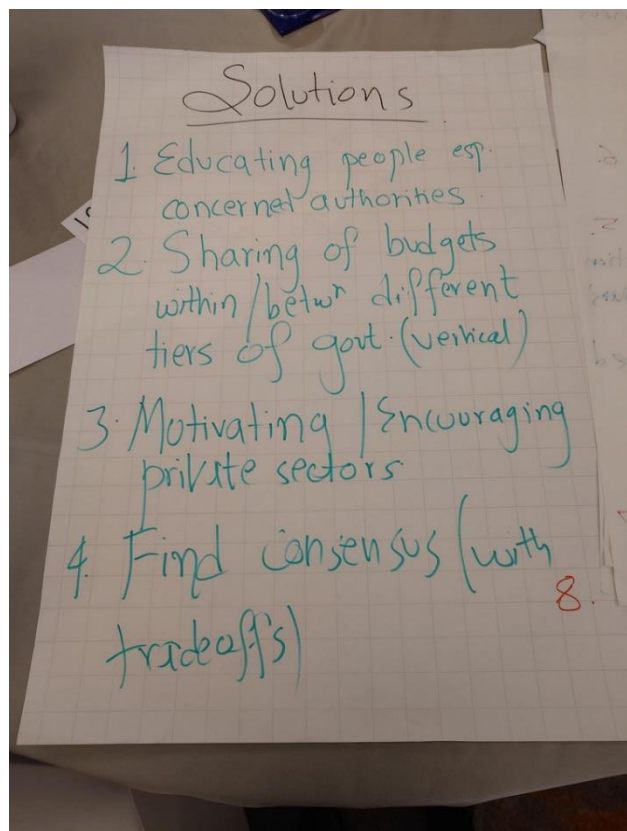 Solutions
1. Educating people esp.
concernet authorities.
2. Sharing of budgets
within/betwn different
tiers of govt. (vertical)
3. Motivating / Encouraging
private sectors
4. Find consensus (with
8.
tradeoff's)